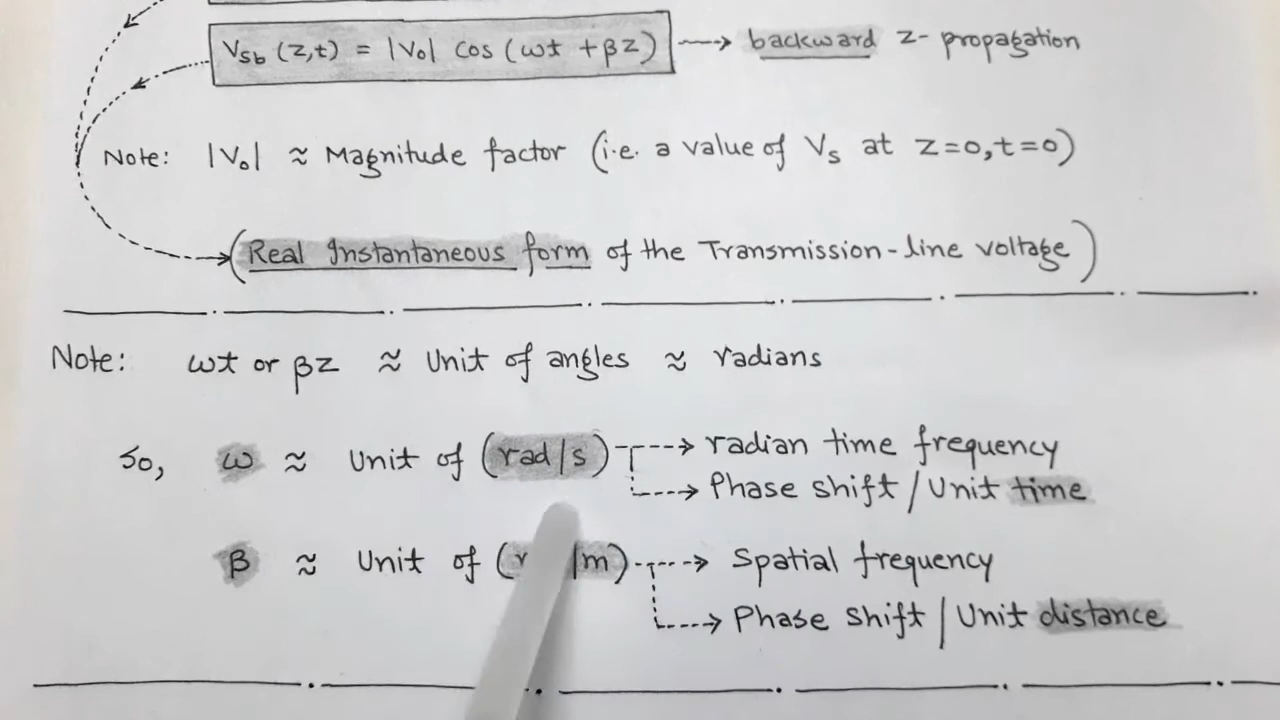 Vsb (z,t) = |V₀| cos (ωt + βz) → backward z- propagation
Note: |V₀| ≈ Magnitude factor (i.e. a value of Vs at z=0,t=0)
(Real Instantaneous form of the Transmission-line voltage)
Note: ωt or βz ≈ Unit of angles ≈ radians
So, ω ≈ Unit of (rad/s) → radian time frequency
→ Phase shift / Unit time
β ≈ Unit of (r /m) → Spatial frequency
→ Phase shift / Unit distance